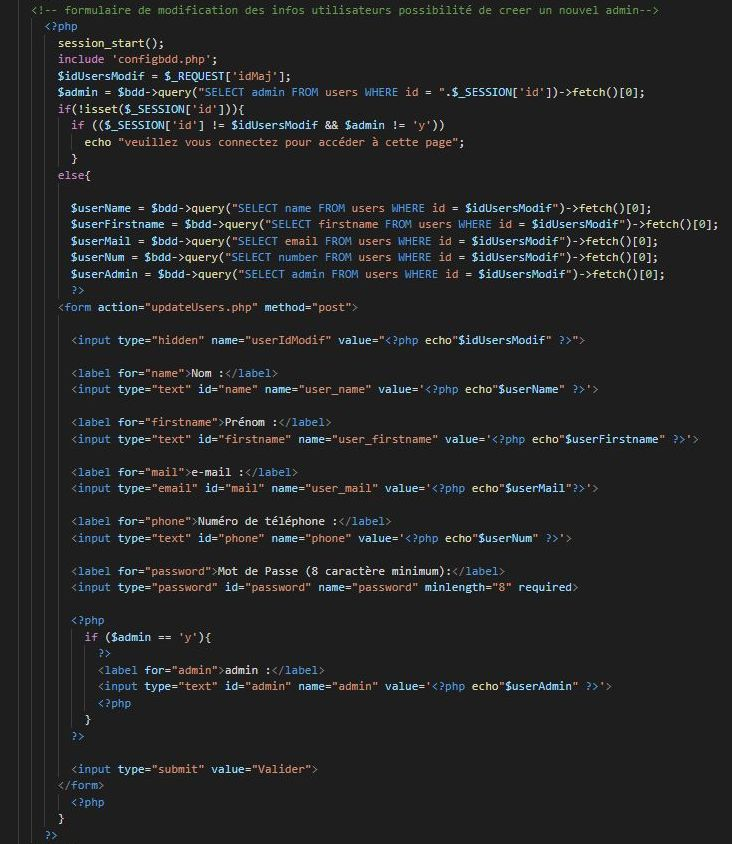 <!-- formulaire de modification des infos utilisateurs possibilité de creer un nouvel admin-->
<?php
session_start();
include 'configbdd.php';
$idUsersModif = $_REQUEST['idMaj'];
$admin = $bdd->query("SELECT admin FROM users WHERE id = ".$_SESSION['id'])->fetch()[0];
if(!isset($_SESSION['id'])){
if (($_SESSION['id'] != $idUsersModif && $admin != 'y'))
echo "veuillez vous connectez pour accéder à cette page";
}
else{
$userName = $bdd->query("SELECT name FROM users WHERE id = $idUsersModif")->fetch()[0];
$userFirstname = $bdd->query("SELECT firstname FROM users WHERE id = $idUsersModif")->fetch()[0];
$userMail = $bdd->query("SELECT email FROM users WHERE id = $idUsersModif")->fetch()[0];
$userNum = $bdd->query("SELECT number FROM users WHERE id = $idUsersModif")->fetch()[0];
$userAdmin = $bdd->query("SELECT admin FROM users WHERE id = $idUsersModif")->fetch()[0];
?>
<form action="updateUsers.php" method="post">
<input type="hidden" name="userIdModif" value="<?php echo"$idUsersModif" ?>">
<label for="name">Nom :</label>
<input type="text" id="name" name="user_name" value='<?php echo"$userName" ?>'>
<label for="firstname">Prénom :</label>
<input type="text" id="firstname" name="user_firstname" value='<?php echo"$userFirstname" ?>'>
<label for="mail">e-mail :</label>
<input type="email" id="mail" name="user_mail" value='<?php echo"$userMail"?>'>
<label for="phone">Numéro de téléphone :</label>
<input type="text" id="phone" name="phone" value='<?php echo"$userNum" ?>'>
<label for="password">Mot de Passe (8 caractère minimum):</label>
<input type="password" id="password" name="password" minlength="8" required>
<?php
if ($admin == 'y'){
?>
<label for="admin">admin :</label>
<input type="text" id="admin" name="admin" value='<?php echo"$userAdmin" ?>'>
<?php
}
?>
<input type="submit" value="Valider">
</form>
<?php
}
?>